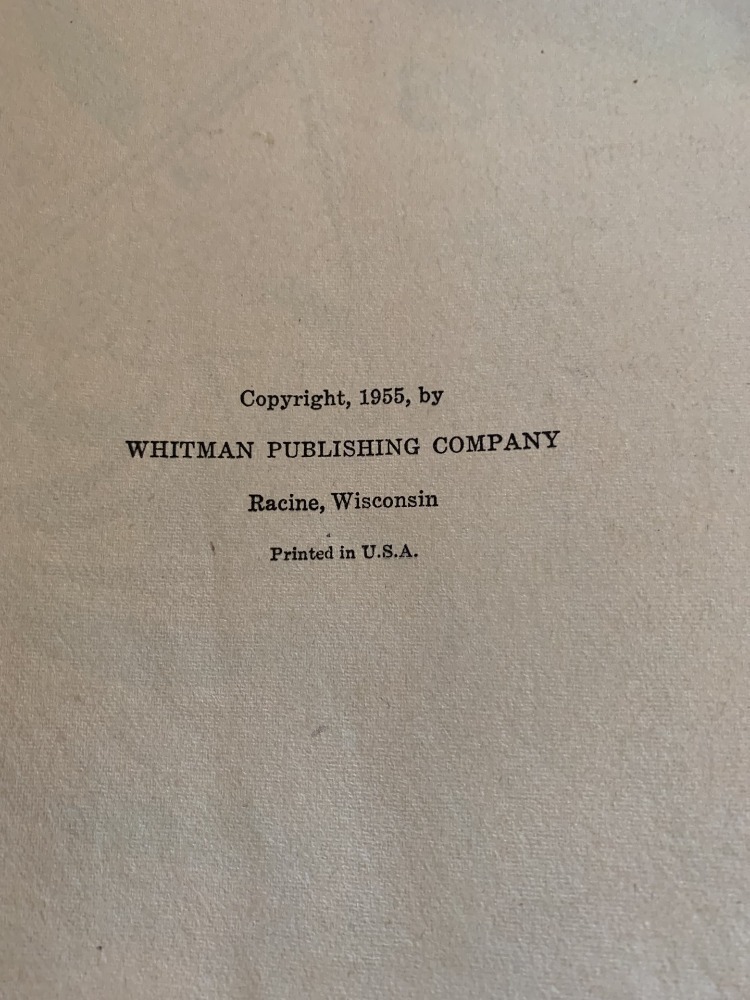 Copyright, 1955, by
WHITMAN PUBLISHING COMPANY
Racine, Wisconsin
Printed in U.S.A.